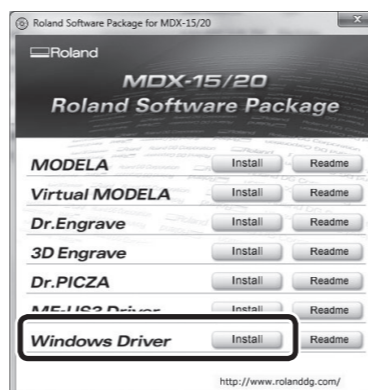 Roland Software Package for MDX-15/20
Roland
MDX-15/20
Roland Software Package
MODELA Install Readme
Virtual MODELA Install Readme
Dr.Engrave Install Readme
3D Engrave Install Readme
Dr.PICZA Install Readme
Install Readme
Windows Driver Install Readme
http://www.rolanddg.com/